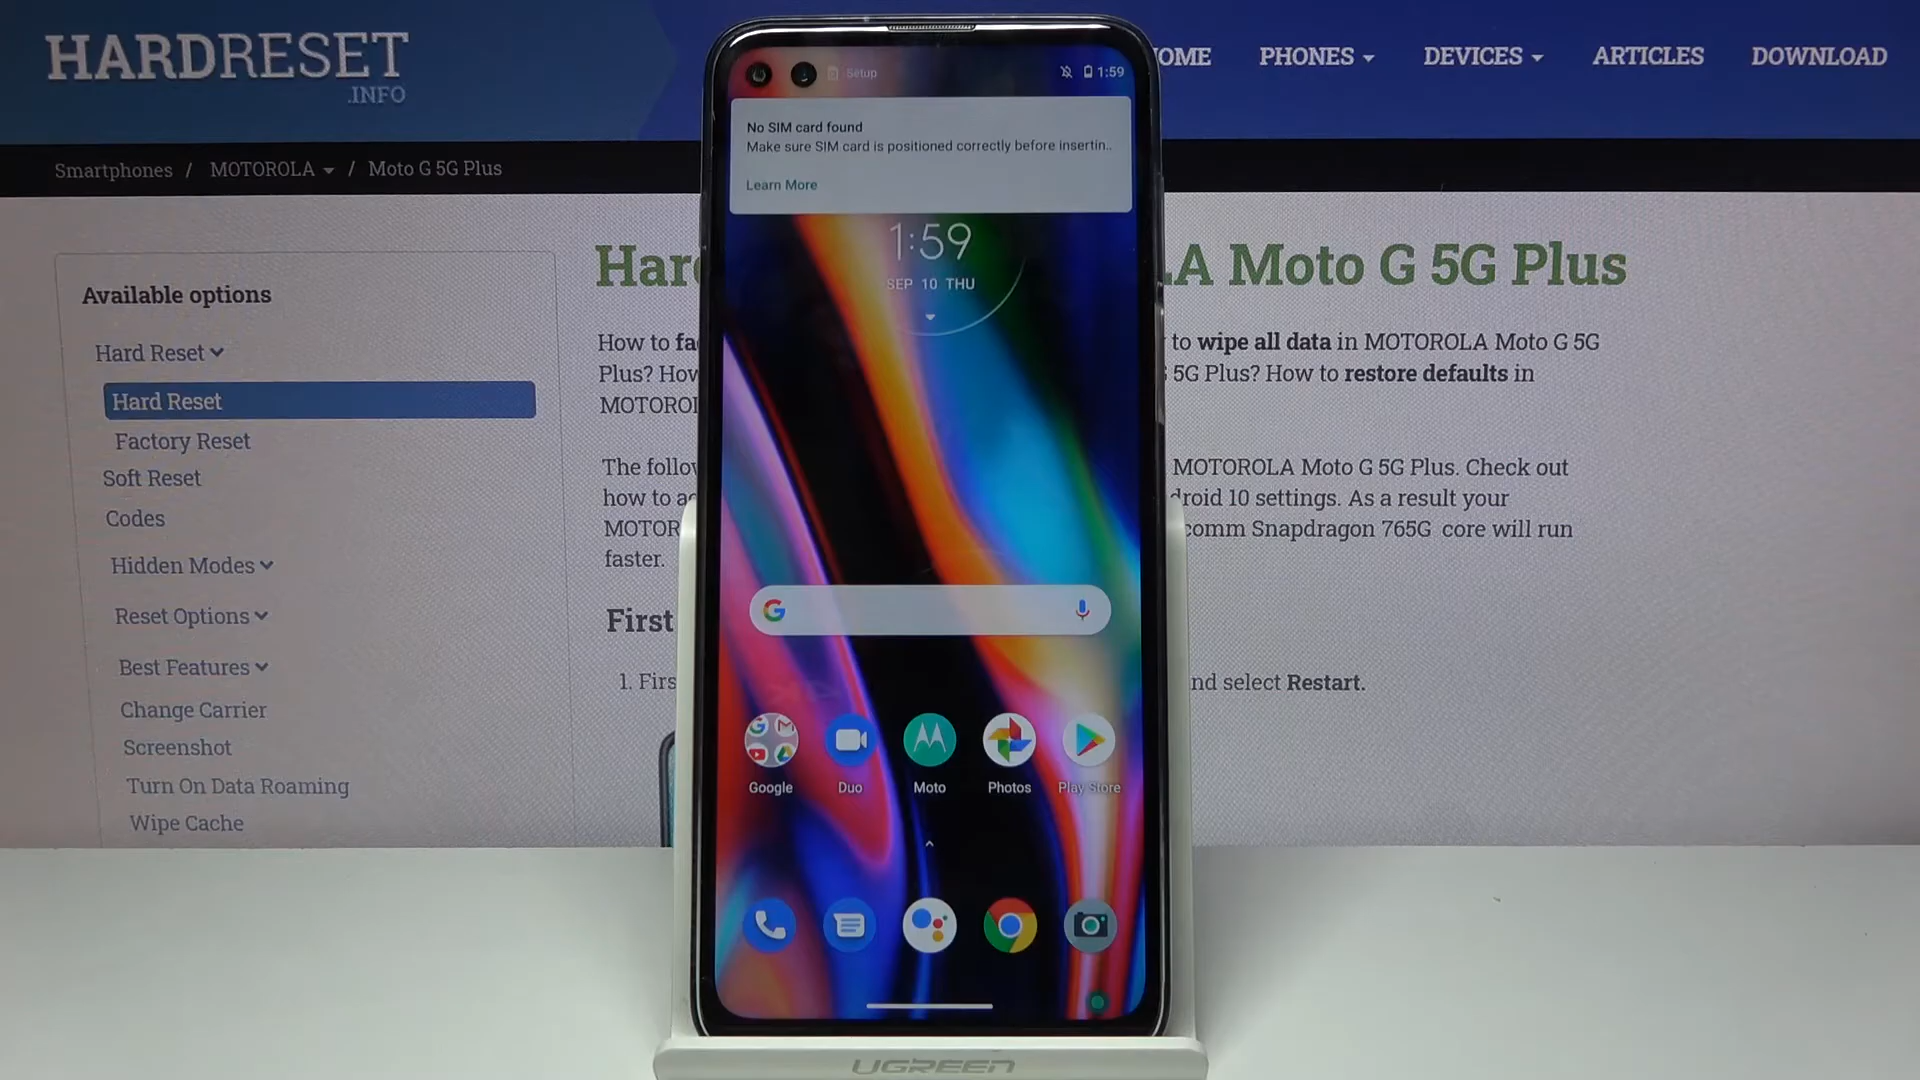 HARDRESET
.INFO
OME
PHONES
DEVICES
ARTICLES
DOWNLOAD
Smartphones / MOTOROLA / Moto G 5G Plus
Available options
Hard Reset
Hard Reset
Factory Reset
Soft Reset
Codes
Hidden Modes
Reset Options
Best Features
Change Carrier
Screenshot
Turn On Data Roaming
Wipe Cache
Setup
1:59
No SIM card found
Make sure SIM card is positioned correctly before insertin..
Learn More
1:59
SEP 10 THU
Google
Duo
Moto
Photos
Play Store
Har A Moto G 5G Plus
How to fa to wipe all data in MOTOROLA Moto G 5G
Plus? How 5G Plus? How to restore defaults in
MOTOROL
The follow MOTOROLA Moto G 5G Plus. Check out
how to a droid 10 settings. As a result your
MOTOR comm Snapdragon 765G core will run
faster.
First
1. Firs nd select Restart.
UGREEN